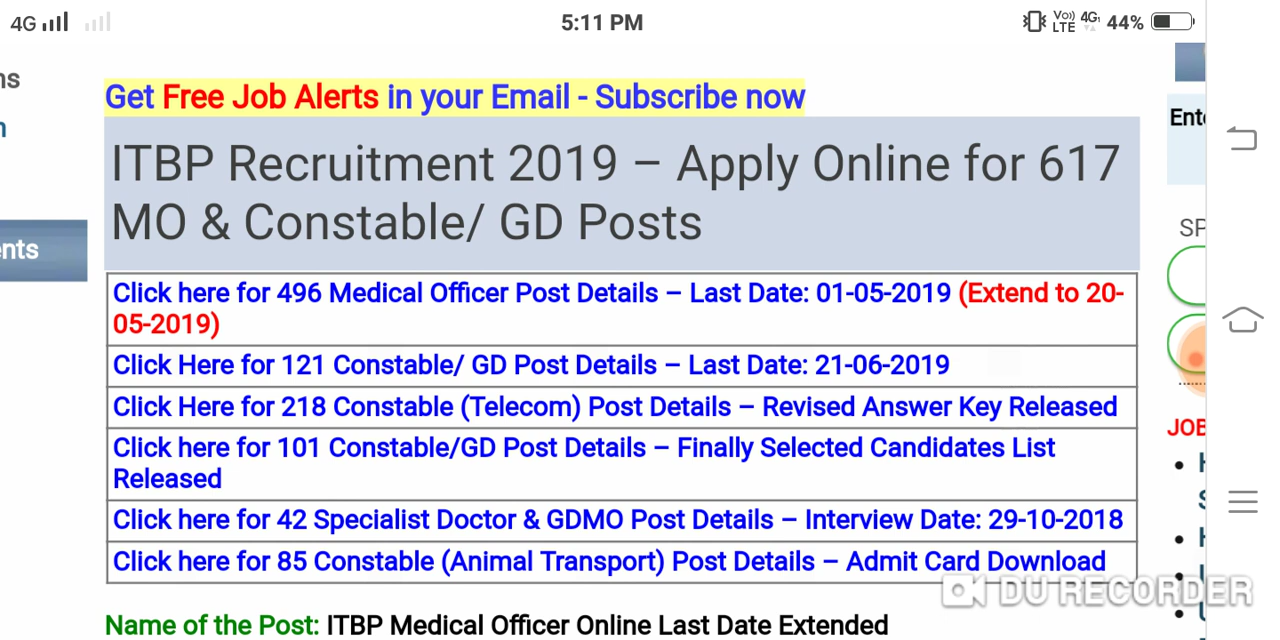 4G 5:11 PM Vo)) LTE 4G 44%
ns
Get Free Job Alerts in your Email - Subscribe now
ITBP Recruitment 2019 – Apply Online for 617
MO & Constable/ GD Posts
nts
Click here for 496 Medical Officer Post Details – Last Date: 01-05-2019 (Extend to 20-
05-2019)
Click Here for 121 Constable/ GD Post Details – Last Date: 21-06-2019
Click Here for 218 Constable (Telecom) Post Details – Revised Answer Key Released
Click here for 101 Constable/GD Post Details – Finally Selected Candidates List
Released
Click here for 42 Specialist Doctor & GDMO Post Details – Interview Date: 29-10-2018
Click here for 85 Constable (Animal Transport) Post Details – Admit Card Download
Name of the Post: ITBP Medical Officer Online Last Date Extended
Ente
SP
JOB
DU RECORDER